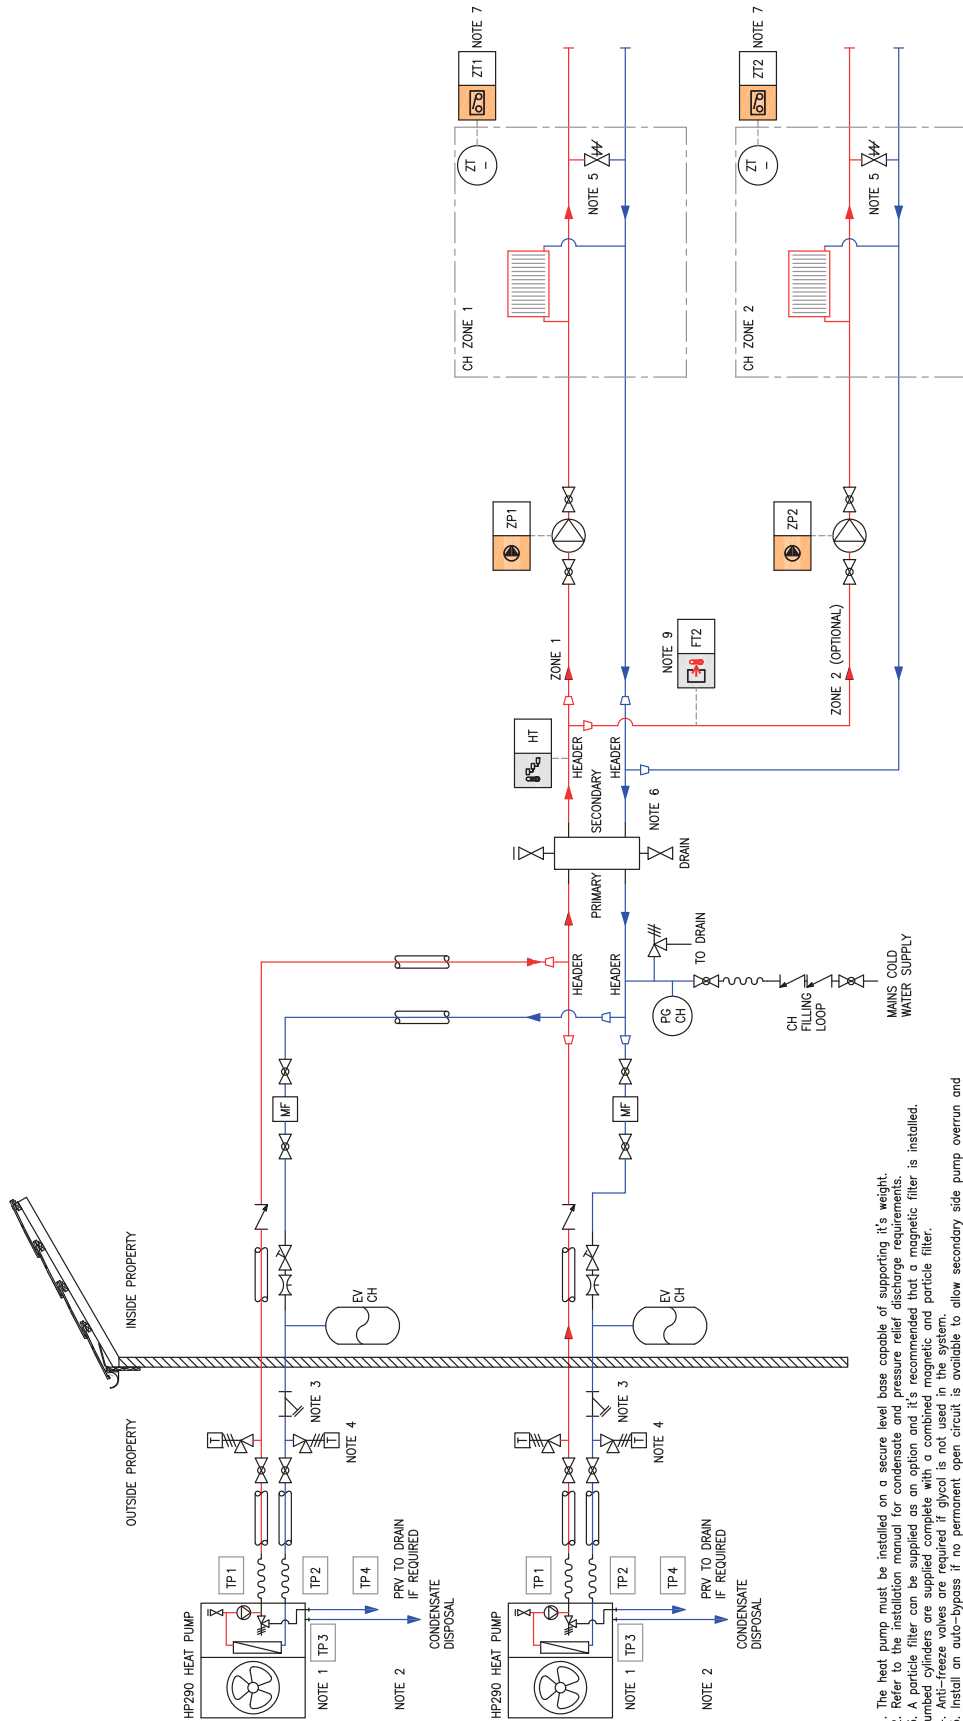 ZT1
NOTE 7
ZT
–
NOTE 5
CH ZONE 1
ZT2
NOTE 7
ZT
–
NOTE 5
CH ZONE 2
ZP1
ZP2
ZONE 1
NOTE 9
FT2
ZONE 2 (OPTIONAL)
HT
HEADER
HEADER
SECONDARY
NOTE 6
PRIMARY
DRAIN
HEADER
TO DRAIN
PG
CH
CH
FILLING
LOOP
MAINS COLD
WATER SUPPLY
MF
MF
INSIDE PROPERTY
OUTSIDE PROPERTY
EV
CH
EV
CH
NOTE 3
NOTE 4
T
T
NOTE 3
NOTE 4
T
T
HP290 HEAT PUMP
TP1
TP2
TP3
TP4
PRV TO DRAIN
IF REQUIRED
CONDENSATE
DISPOSAL
NOTE 1
NOTE 2
HP290 HEAT PUMP
TP1
TP2
TP3
TP4
PRV TO DRAIN
IF REQUIRED
CONDENSATE
DISPOSAL
NOTE 1
NOTE 2
. The heat pump must be installed on a secure level base capable of supporting it's weight.
. Refer to the installation manual for condensate and pressure relief discharge requirements.
. A particle filter can be supplied as an option and it's recommended that a magnetic filter is installed.
umbed cylinders are supplied complete with a combined magnetic and particle filter.
. Anti–freeze valves are required if glycol is not used in the system.
. Install an auto–bypass if no permanent open circuit is available to allow secondary side pump overrun and